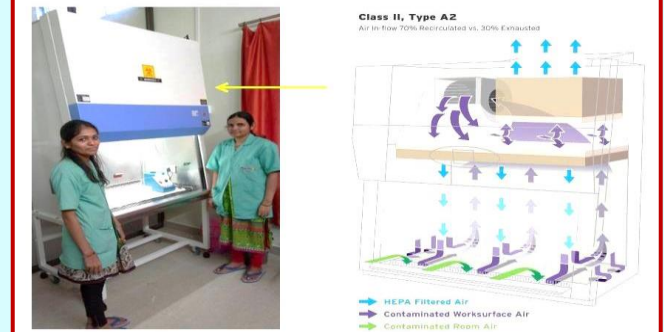 Class II, Type A2
Air In flow 70% Recirculated vs. 30% Exhausted
HEPA Filtered Air
Contaminated Worksurface Air
Contaminated Room Air